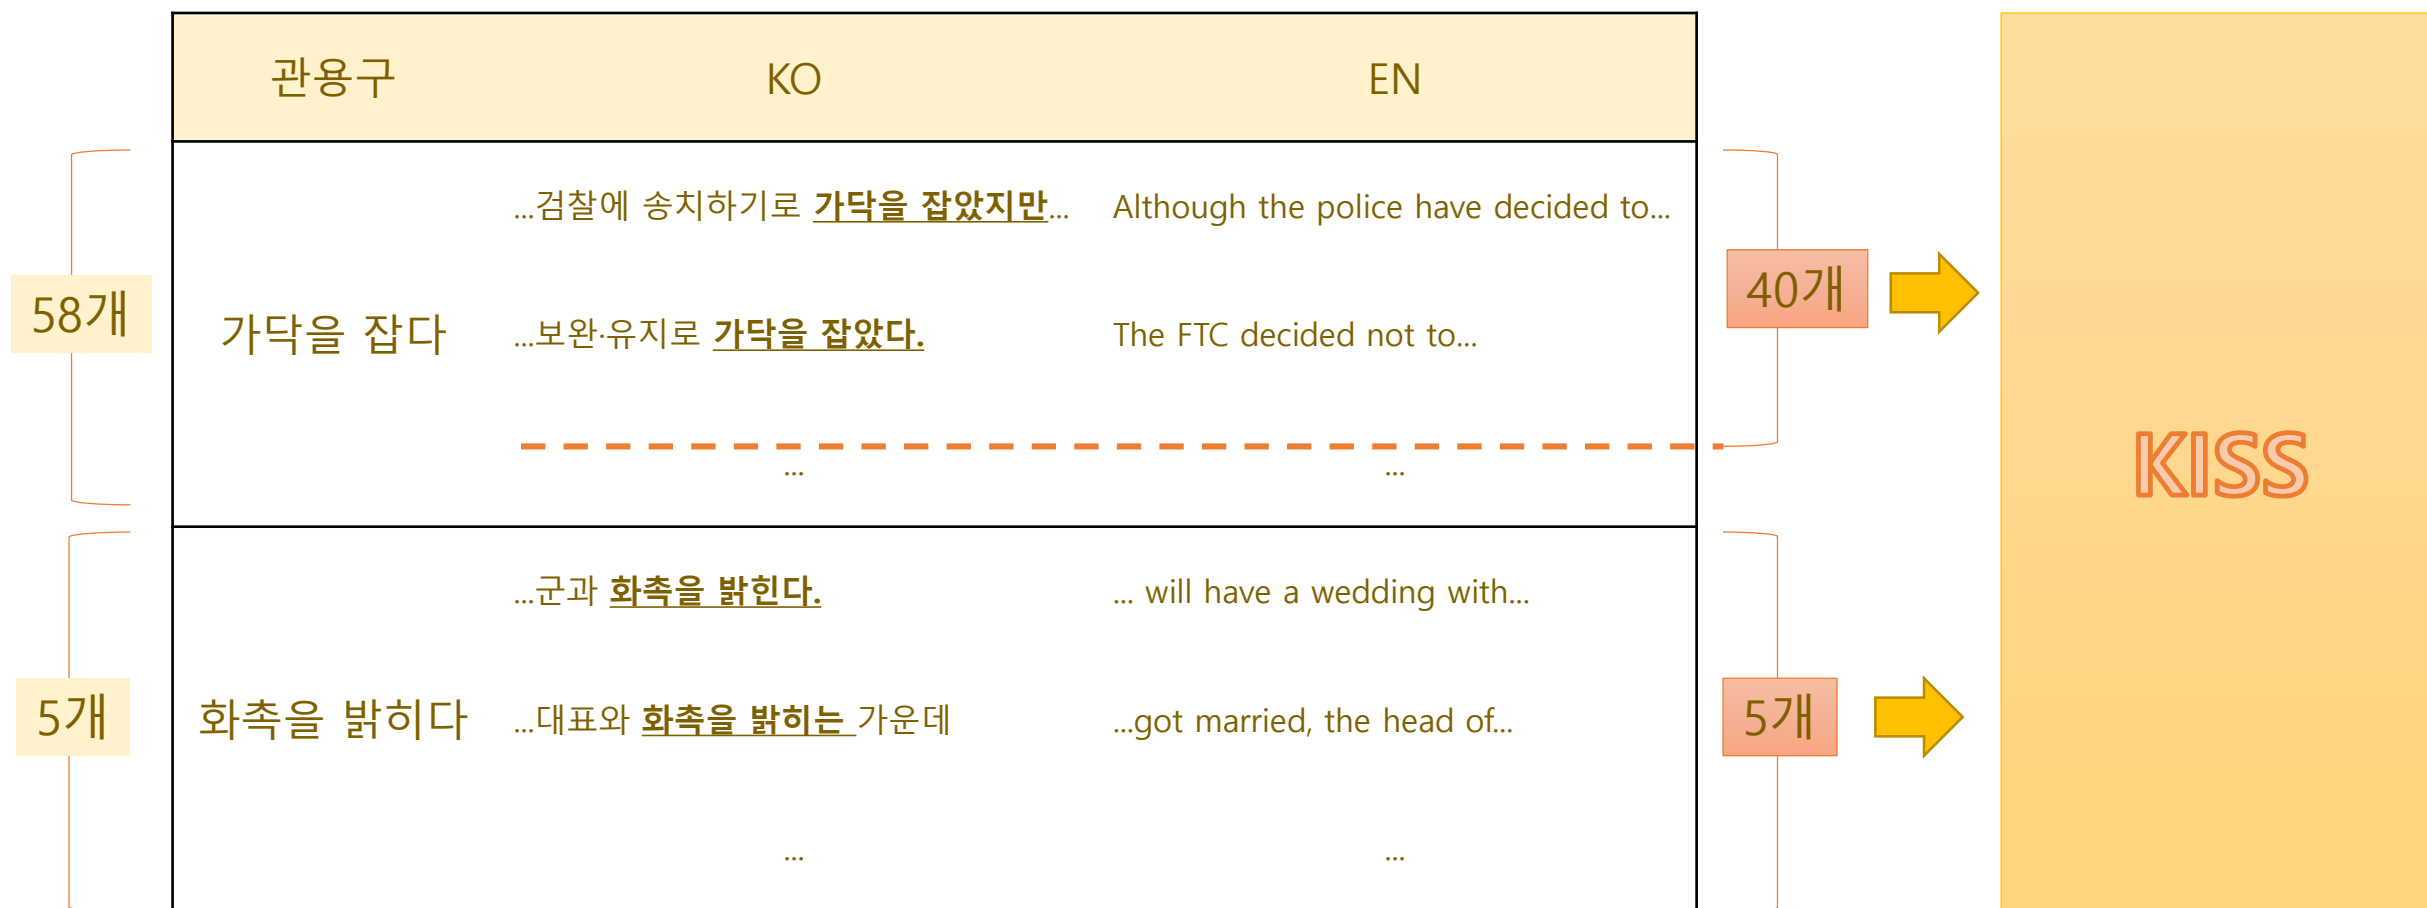 관용구 KO EN
...검찰에 송치하기로 가닥을 잡았지만... Although the police have decided to...
58개 40개
가닥을 잡다 ...보완·유지로 가닥을 잡았다. The FTC decided not to...
KISS
... ...
...군과 화촉을 밝힌다. ... will have a wedding with...
5개 화촉을 밝히다 ...대표와 화촉을 밝히는 가운데 ...got married, the head of... 5개
... ...